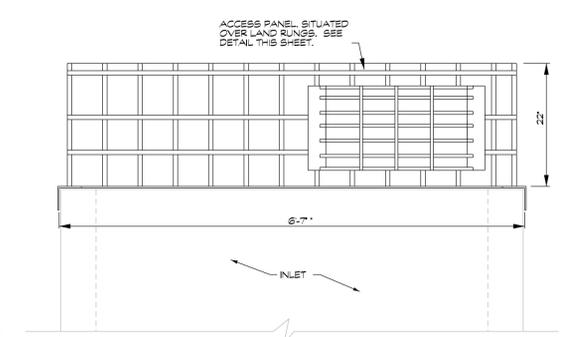 ACCESS PANEL, SITUATED
OVER LAND RUNGS. SEE
DETAIL THIS SHEET.
22"
6'-7"
INLET